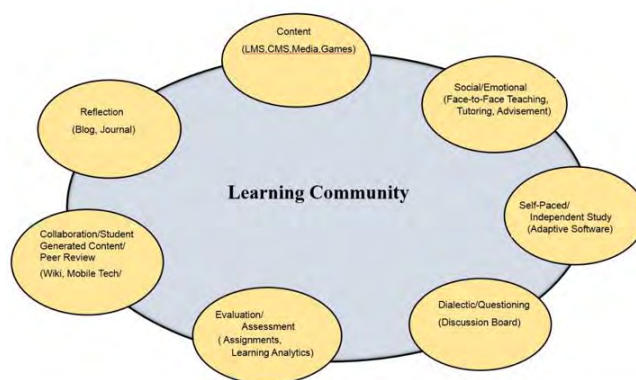 Content
(LMS,CMS,Media,Games)
Social/Emotional
(Face-to-Face Teaching,
Tutoring, Advisement)
Reflection
(Blog, Journal)
Learning Community
Self-Paced/
Independent Study
(Adaptive Software)
Collaboration/Student
Generated Content/
Peer Review
(Wiki, Mobile Tech/
Evaluation/
Assessment
( Assignments,
Learning Analytics)
Dialectic/Questioning
(Discussion Board)